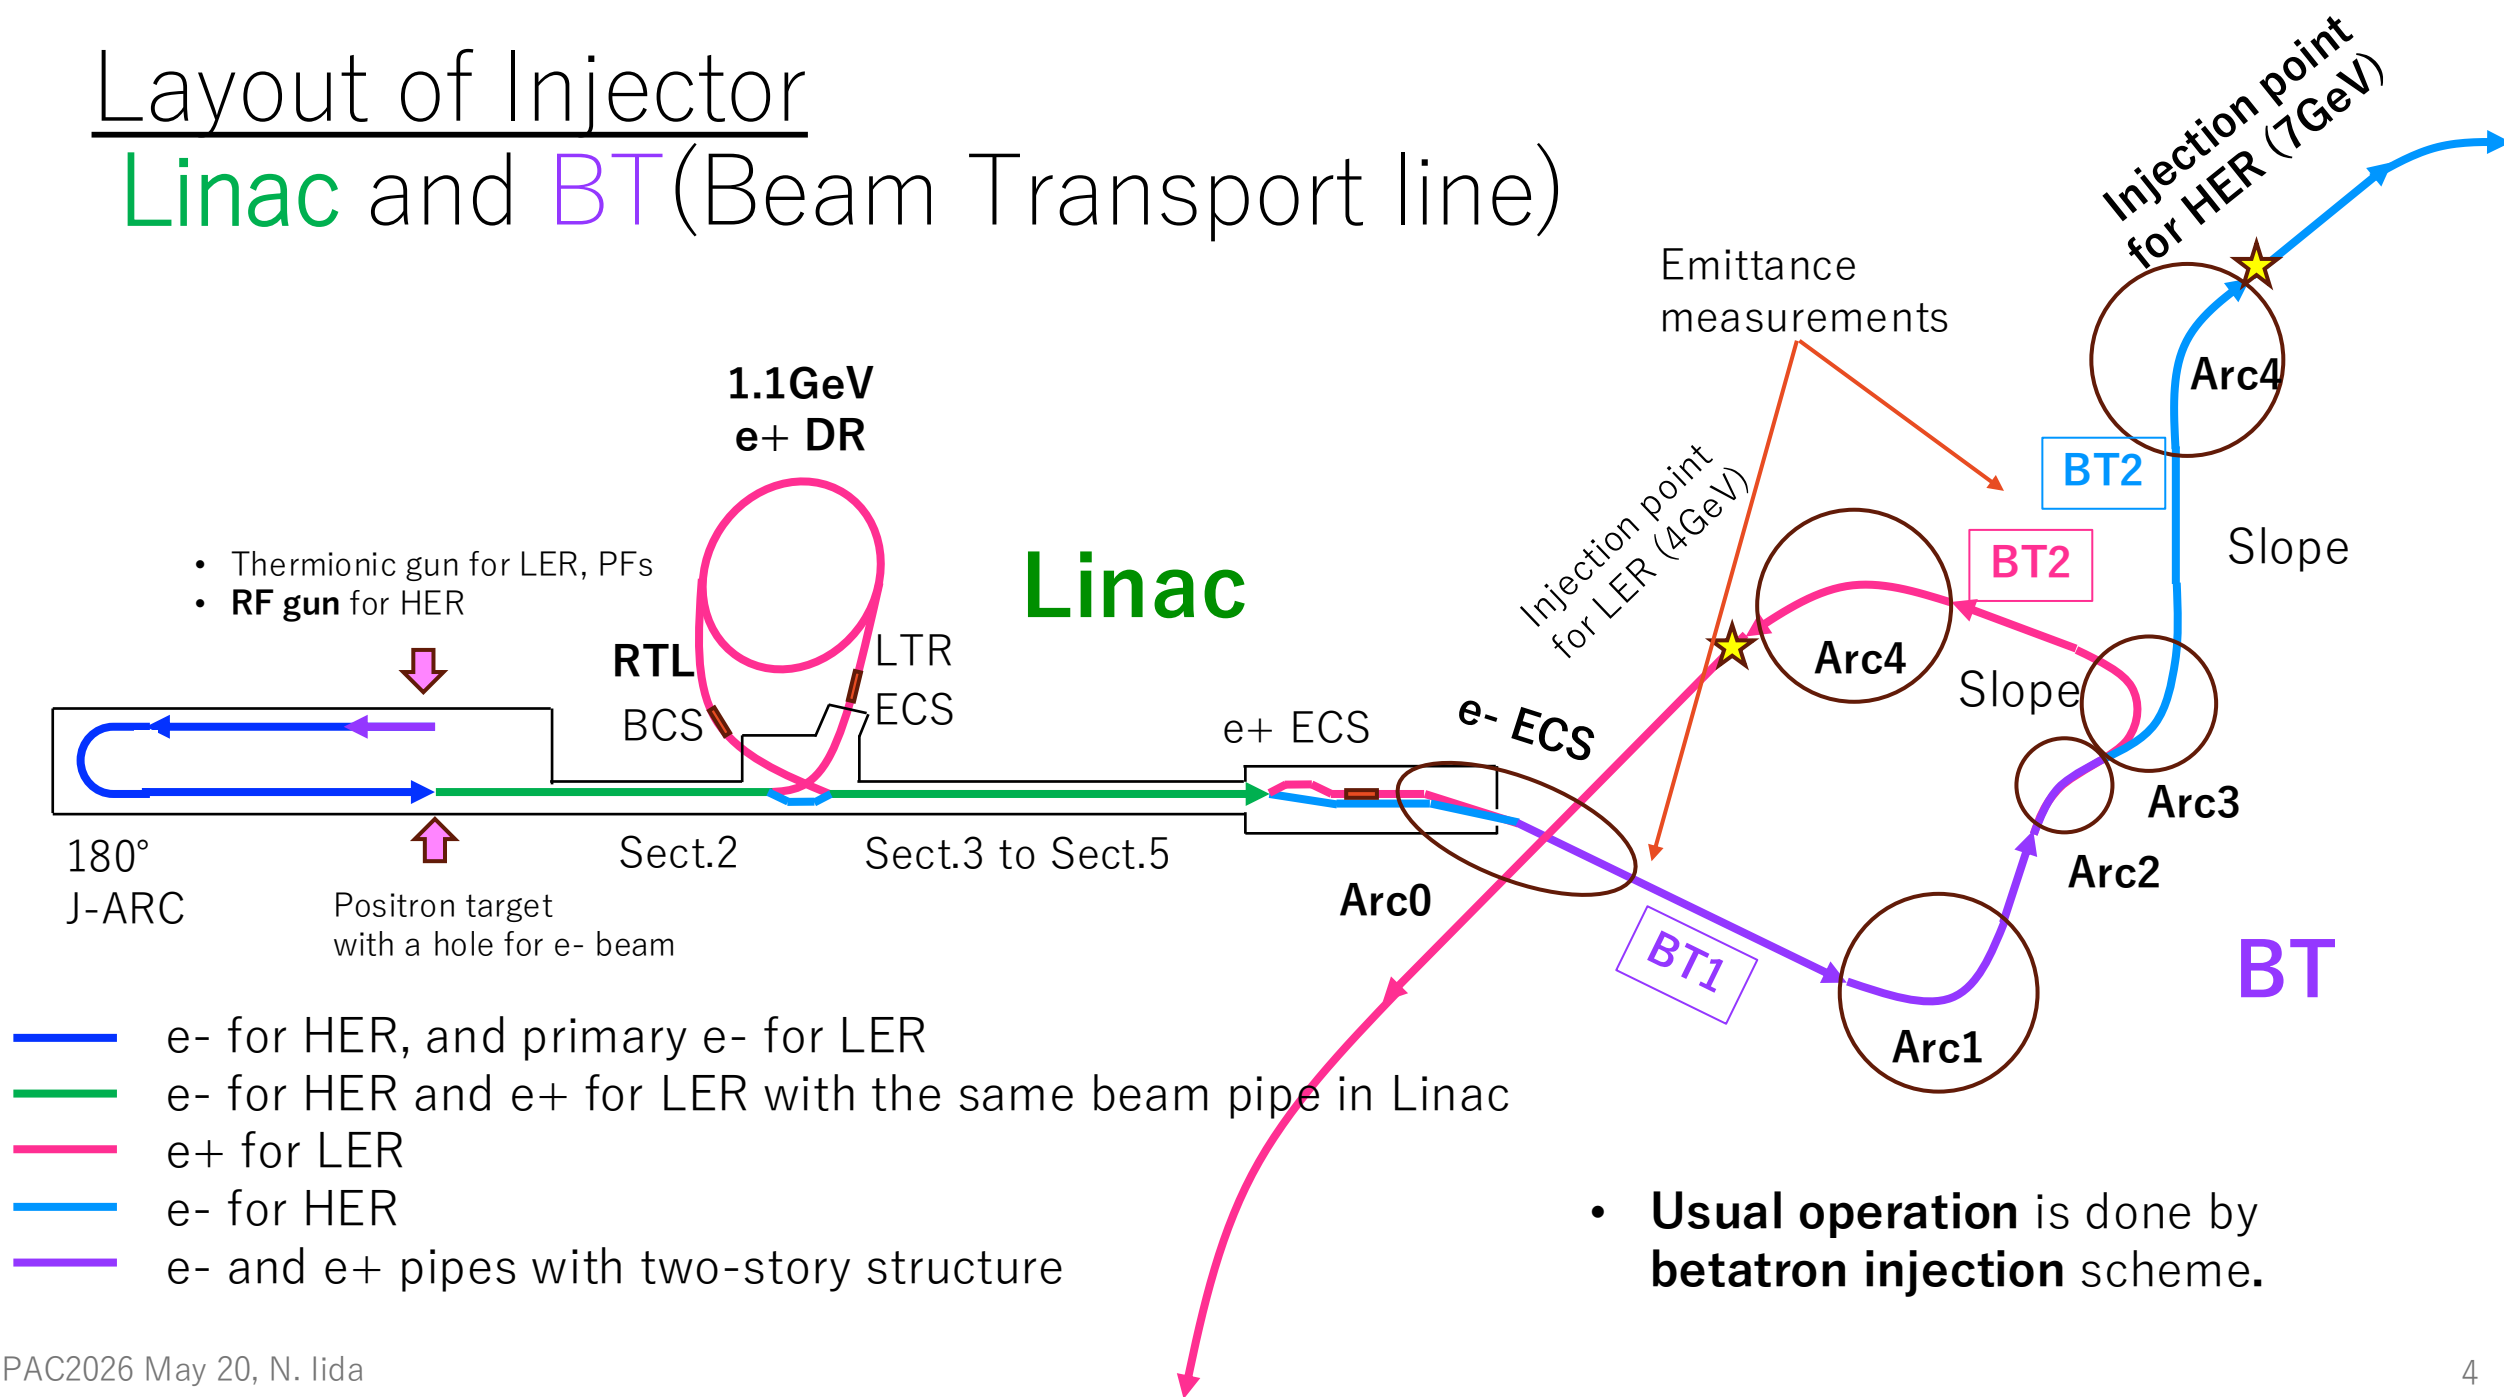 Layout of Injector
Linac and BT(Beam Transport line)
Injection point
for HER (7GeV)
Emittance
measurements
1.1GeV
e+ DR
Arc4
BT2
Injection point
for LER (4GeV)
Slope
BT2
• Thermionic gun for LER, PFs
• RF gun for HER
Linac
RTL
LTR
Arc4
Slope
BCS
ECS
e+ ECS
e- ECS
Arc3
180°
J-ARC
Sect.2
Sect.3 to Sect.5
Arc2
Arc0
Positron target
with a hole for e- beam
BT1
BT
Arc1
e- for HER, and primary e- for LER
e- for HER and e+ for LER with the same beam pipe in Linac
e+ for LER
e- for HER
e- and e+ pipes with two-story structure
• Usual operation is done by
betatron injection scheme.
PAC2026 May 20, N. Iida
4